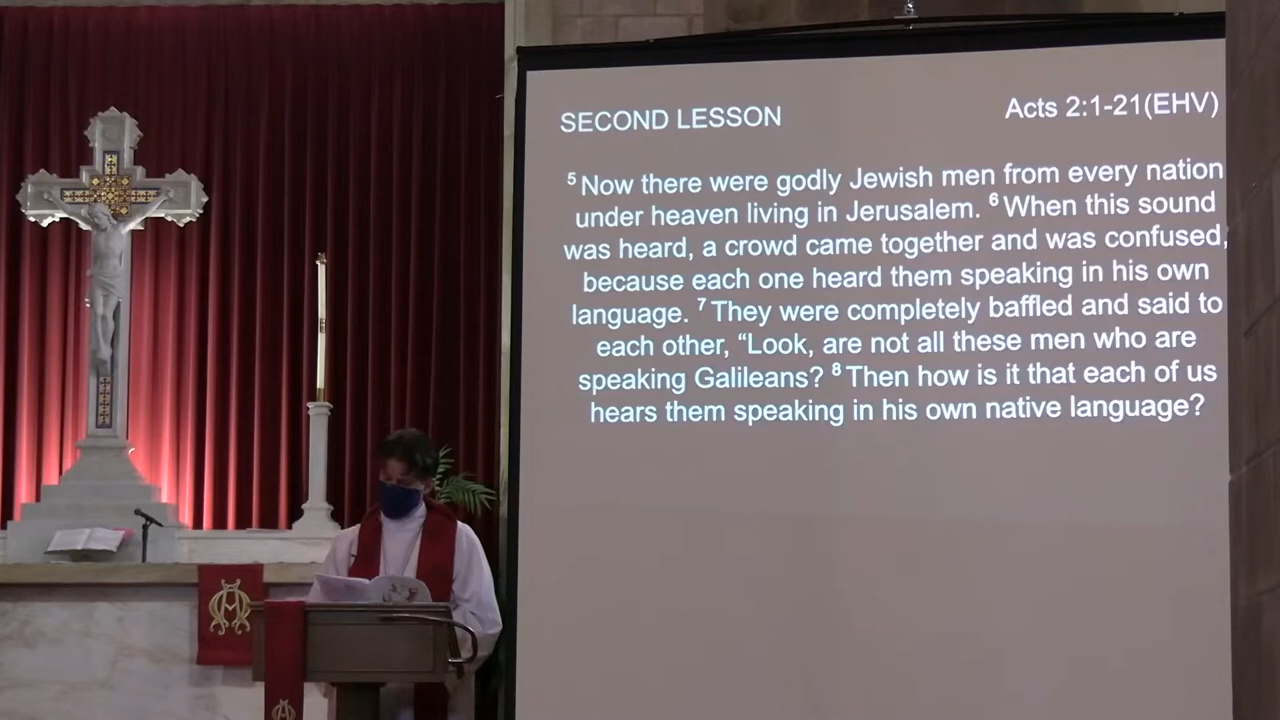 SECOND LESSON
Acts 2:1-21(EHV)
5 Now there were godly Jewish men from every nation
under heaven living in Jerusalem. 6 When this sound
was heard, a crowd came together and was confused,
because each one heard them speaking in his own
language. 7 They were completely baffled and said to
each other, “Look, are not all these men who are
speaking Galileans? 8 Then how is it that each of us
hears them speaking in his own native language?